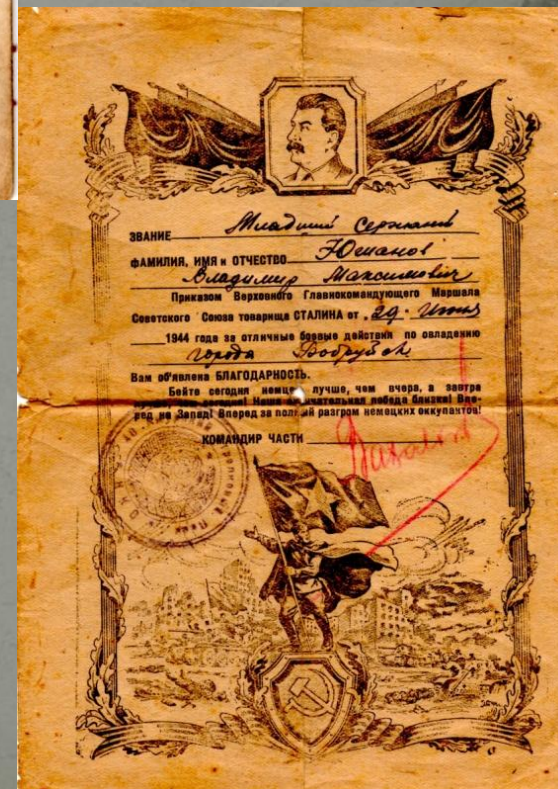 ЗВАНИЕ Младший Сержант
ФАМИЛИЯ, ИМЯ и ОТЧЕСТВО Юшанов
Владимир Максимович
Приказом Верховного Главнокомандующего Маршала
Советского Союза товарища СТАЛИНА от „29“ Июня
1944 года за отличные боевые действия по овладению
города Бобруйск
Вам об'явлена БЛАГОДАРНОСТЬ.
Бейте сегодня немцев лучше, чем вчера, а завтра
Наша окончательная победа близка! Впе-
ред на Запад! Вперед за полный разгром немецких оккупантов!
КОМАНДИР ЧАСТИ